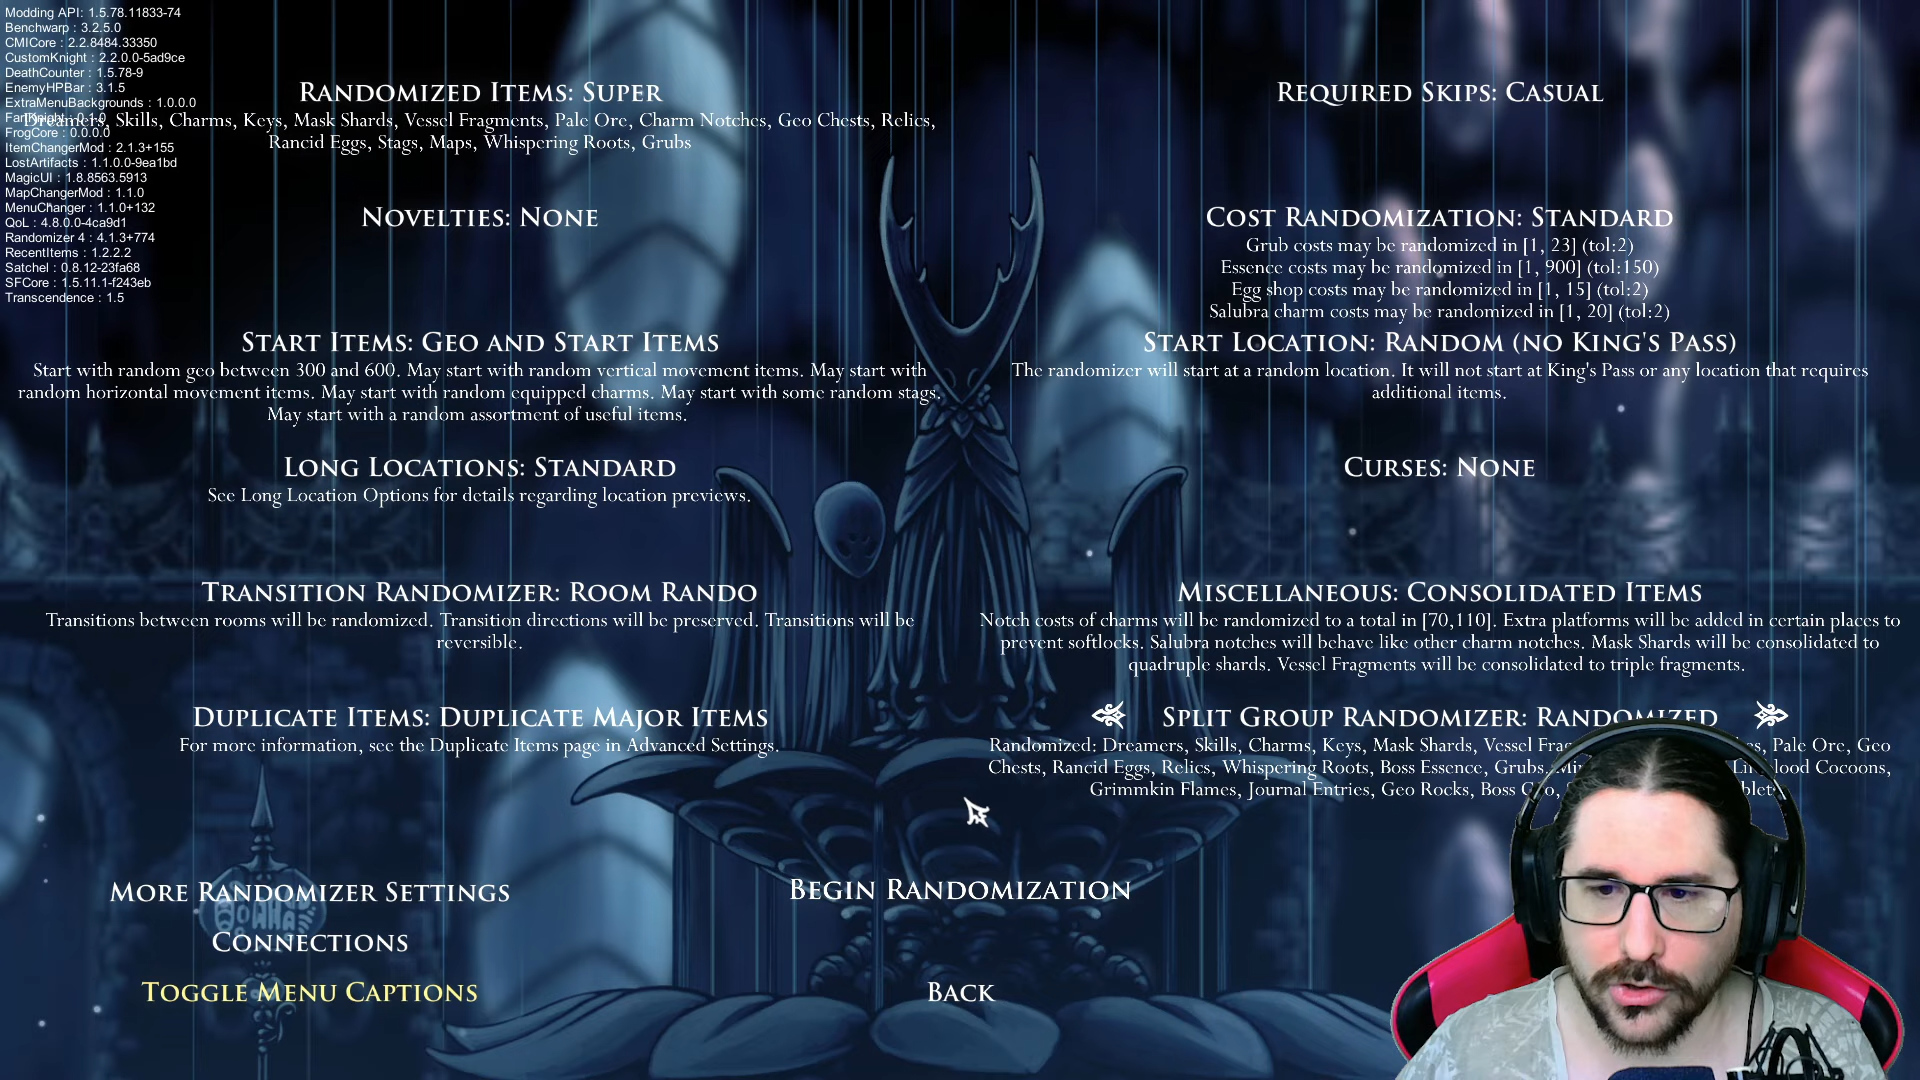 Modding API: 1.5.78.11833-74
Benchwarp : 3.2.5.0
CMICore : 2.2.8484.33350
CustomKnight : 2.2.0.0-5ad9ce
DeathCounter : 1.5.78-9
EnemyHPBar : 3.1.5
ExtraMenuBackgrounds : 1.0.0.0
FrogCore : 0.0.0.0
ItemChangerMod : 2.1.3+155
LostArtifacts : 1.1.0.0-9ea1bd
MagicUI : 1.8.8563.5913
MapChangerMod : 1.1.0
MenuChanger : 1.1.0+132
QoL : 4.8.0.0-4ca9d1
Randomizer 4 : 4.1.3+774
RecentItems : 1.2.2.2
Satchel : 0.8.12-23fa68
SFCore : 1.5.11.1-f243eb
Transcendence : 1.5
Randomized Items: Super
Dreamers, Skills, Charms, Keys, Mask Shards, Vessel Fragments, Pale Ore, Charm Notches, Geo Chests, Relics,
Rancid Eggs, Stags, Maps, Whispering Roots, Grubs
Required Skips: Casual
Novelties: None
Cost Randomization: Standard
Grub costs may be randomized in [1, 23] (tol:2)
Essence costs may be randomized in [1, 900] (tol:150)
Egg shop costs may be randomized in [1, 15] (tol:2)
Salubra charm costs may be randomized in [1, 20] (tol:2)
Start Items: Geo and Start Items
Start with random geo between 300 and 600. May start with random vertical movement items. May start with
random horizontal movement items. May start with random equipped charms. May start with some random stags.
May start with a random assortment of useful items.
Start Location: Random (no King's Pass)
The randomizer will start at a random location. It will not start at King's Pass or any location that requires
additional items.
Long Locations: Standard
See Long Location Options for details regarding location previews.
Curses: None
Transition Randomizer: Room Rando
Transitions between rooms will be randomized. Transition directions will be preserved. Transitions will be
reversible.
Miscellaneous: Consolidated Items
Notch costs of charms will be randomized to a total in [70,110]. Extra platforms will be added in certain places to
prevent softlocks. Salubra notches will behave like other charm notches. Mask Shards will be consolidated to
quadruple shards. Vessel Fragments will be consolidated to triple fragments.
Duplicate Items: Duplicate Major Items
For more information, see the Duplicate Items page in Advanced Settings.
Split Group Randomizer: Randomized
Randomized: Dreamers, Skills, Charms, Keys, Mask Shards, Vessel Pale Ore, Geo
Chests, Rancid Eggs, Relics, Whispering Roots, Boss Essence, Grubs, Cocoons,
Grimmkin Flames, Journal Entries, Geo Rocks, Boss Geo,
More Randomizer Settings
Begin Randomization
Connections
Toggle Menu Captions
Back